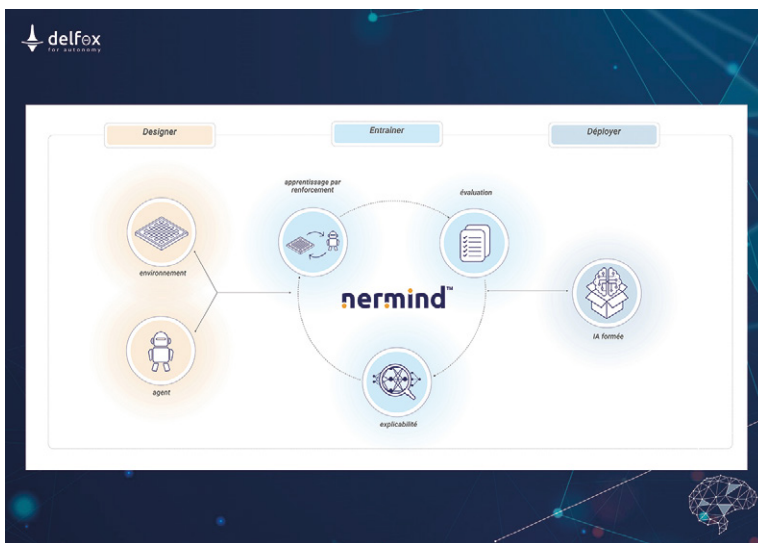 delfox
for autonomy
Designer
Entraîner
Déployer
apprentissage par
renforcement
évaluation
environnement
nermind™
IA formée
agent
explicabilité